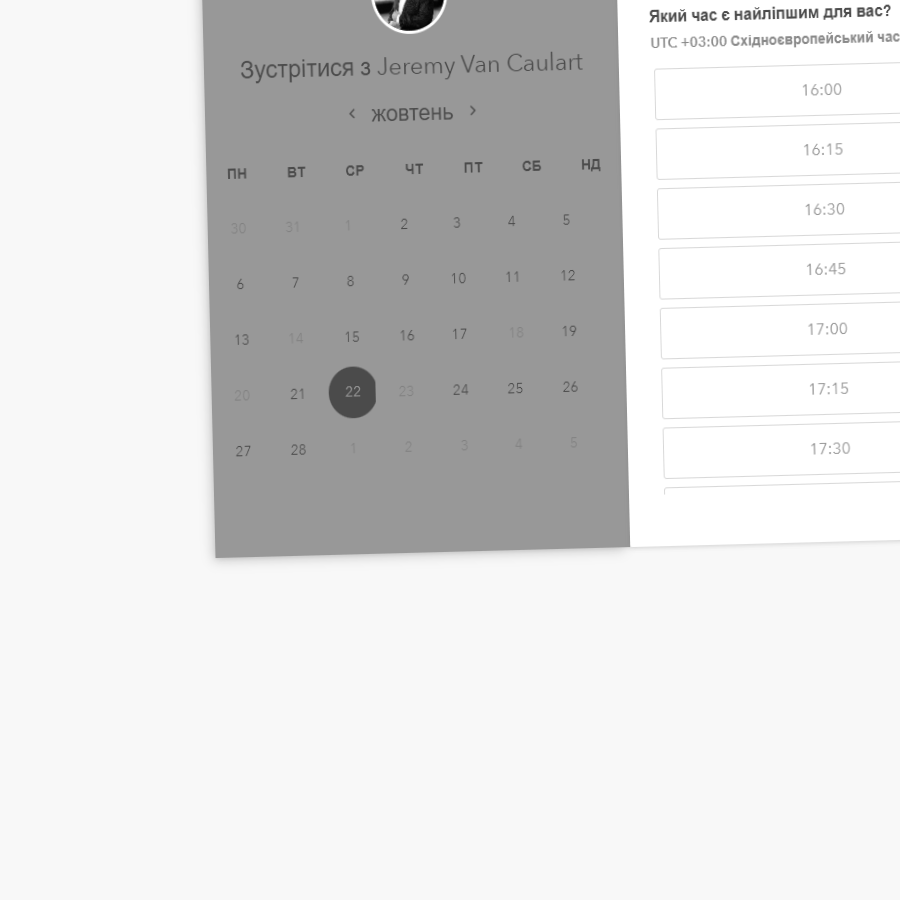 Зустрітися з Jeremy Van Caulart
‹ жовтень ›
ПН ВТ СР ЧТ ПТ СБ НД
30 31 1 2 3 4 5
6 7 8 9 10 11 12
13 14 15 16 17 18 19
20 21 22 23 24 25 26
27 28 1 2 3 4 5
Який час є найліпшим для вас?
UTC +03:00 Східноєвропейський час
16:00
16:15
16:30
16:45
17:00
17:15
17:30